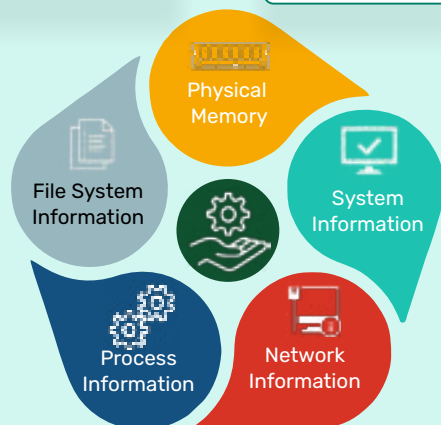 Physical
Memory
System
Information
Network
Information
Process
Information
File System
Information